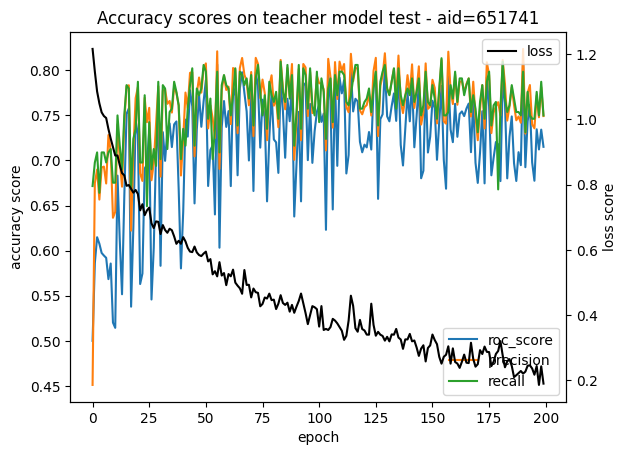 Accuracy scores on teacher model test - aid=651741
accuracy score
0.80
0.75
0.70
0.65
0.60
0.55
0.50
0.45
loss
1.2
1.0
0.8
0.6
0.4
0.2
loss score
roc_score
precision
recall
0 25 50 75 100 125 150 175 200
epoch